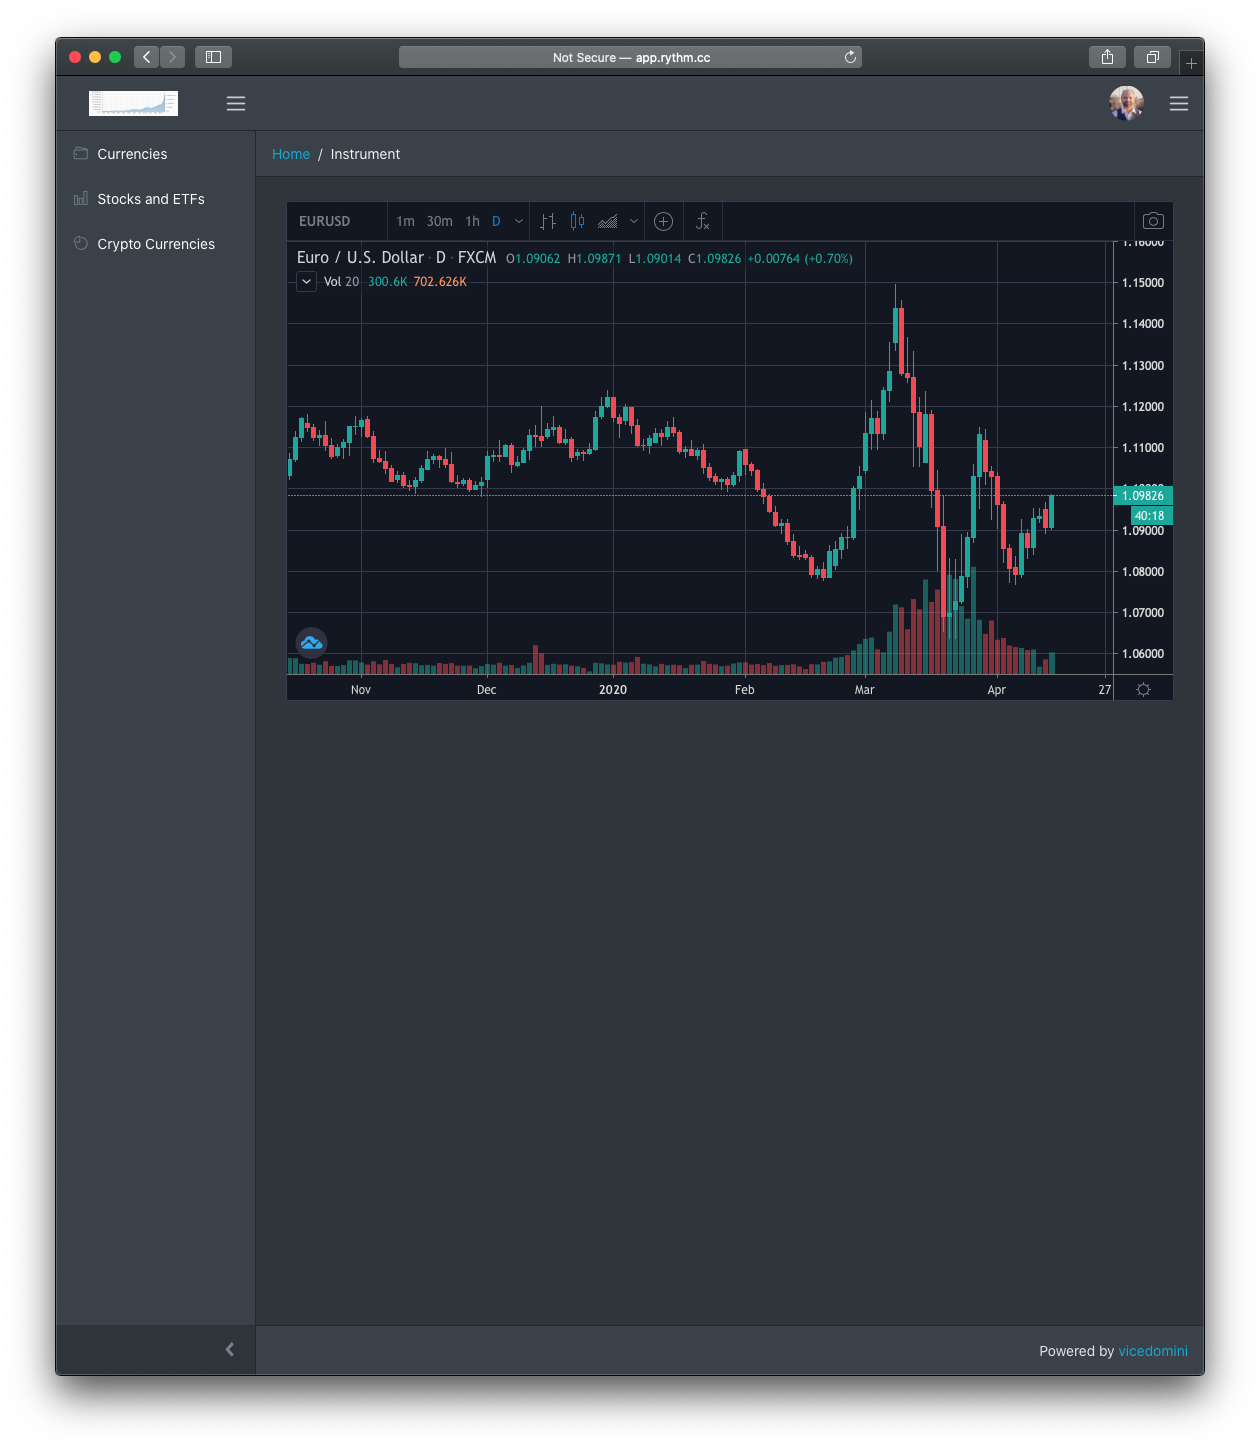 Not Secure — app.rythm.cc
Currencies
Stocks and ETFs
Crypto Currencies
Home / Instrument
EURUSD 1m 30m 1h D
Euro / U.S. Dollar · D · FXCM O1.09062 H1.09871 L1.09014 C1.09826 +0.00764 (+0.70%)
Vol 20 300.6K 702.626K
1.16000
1.15000
1.14000
1.13000
1.12000
1.11000
1.10000
1.09826
40:18
1.09000
1.08000
1.07000
1.06000
Nov Dec 2020 Feb Mar Apr 27
Powered by vicedomini